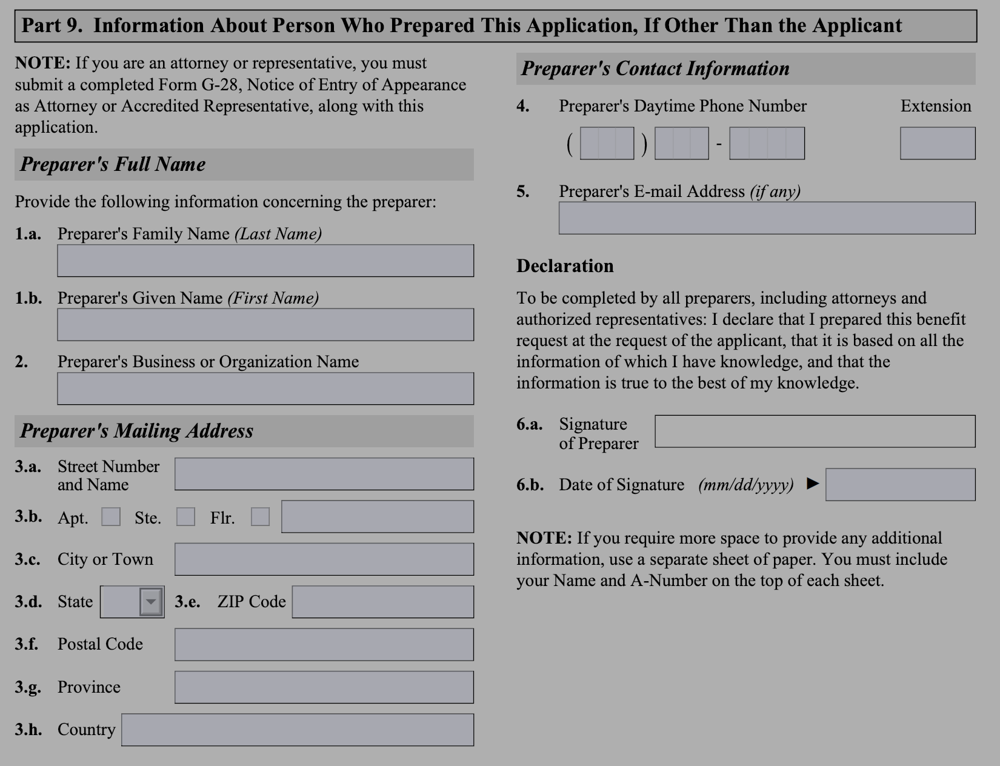 Part 9. Information About Person Who Prepared This Application, If Other Than the Applicant
NOTE: If you are an attorney or representative, you must
submit a completed Form G-28, Notice of Entry of Appearance
as Attorney or Accredited Representative, along with this
application.
Preparer's Full Name
Provide the following information concerning the preparer:
1.a. Preparer's Family Name (Last Name)
1.b. Preparer's Given Name (First Name)
2. Preparer's Business or Organization Name
Preparer's Mailing Address
3.a. Street Number
and Name
3.b. Apt. Ste. Flr.
3.c. City or Town
3.d. State 3.e. ZIP Code
3.f. Postal Code
3.g. Province
3.h. Country
Preparer's Contact Information
4. Preparer's Daytime Phone Number Extension
( ) -
5. Preparer's E-mail Address (if any)
Declaration
To be completed by all preparers, including attorneys and
authorized representatives: I declare that I prepared this benefit
request at the request of the applicant, that it is based on all the
information of which I have knowledge, and that the
information is true to the best of my knowledge.
6.a. Signature
of Preparer
6.b. Date of Signature (mm/dd/yyyy) ►
NOTE: If you require more space to provide any additional
information, use a separate sheet of paper. You must include
your Name and A-Number on the top of each sheet.